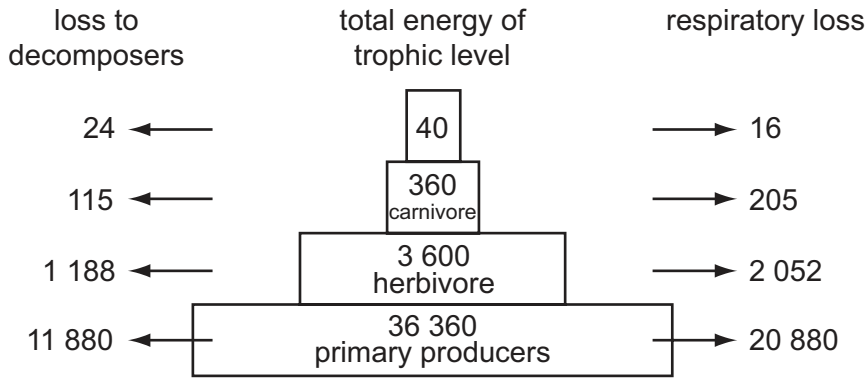 loss to
decomposers
total energy of
trophic level
respiratory loss
24
40
16
115
360
carnivore
205
1 188
3 600
herbivore
2 052
11 880
36 360
primary producers
20 880